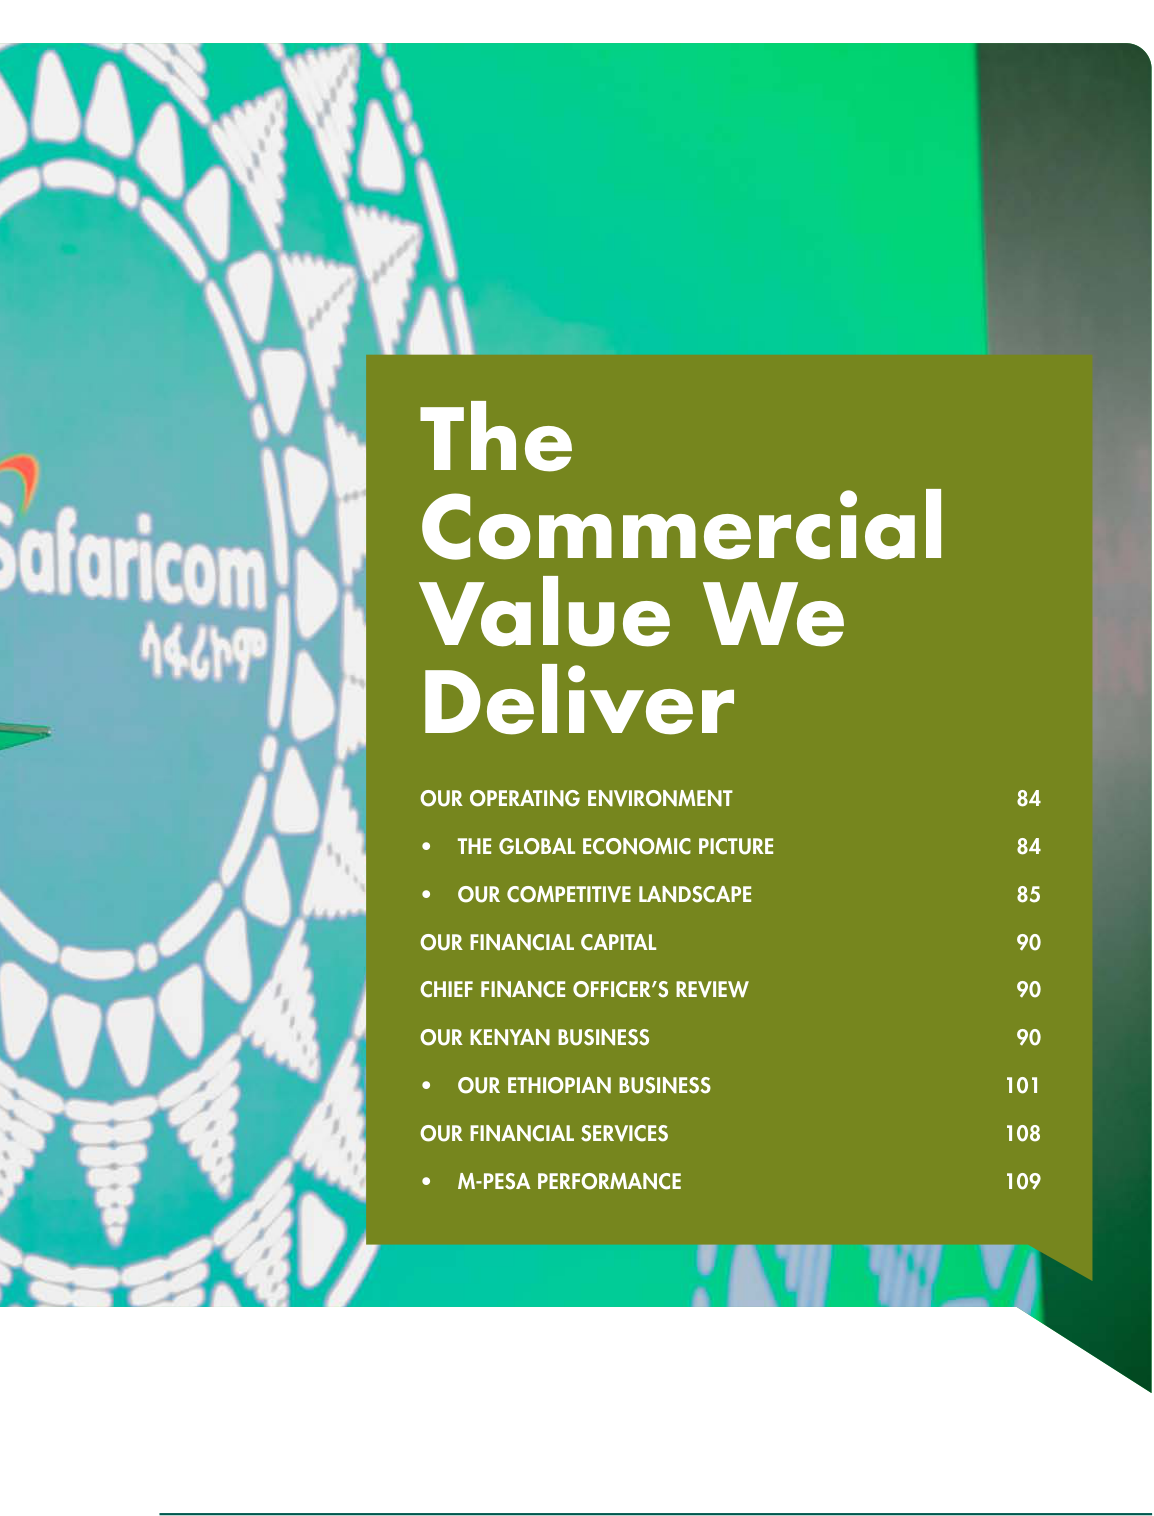 Safaricom
ሳፋሪኮም
The
Commercial
Value We
Deliver
OUR OPERATING ENVIRONMENT 84
• THE GLOBAL ECONOMIC PICTURE 84
• OUR COMPETITIVE LANDSCAPE 85
OUR FINANCIAL CAPITAL 90
CHIEF FINANCE OFFICER’S REVIEW 90
OUR KENYAN BUSINESS 90
• OUR ETHIOPIAN BUSINESS 101
OUR FINANCIAL SERVICES 108
• M-PESA PERFORMANCE 109